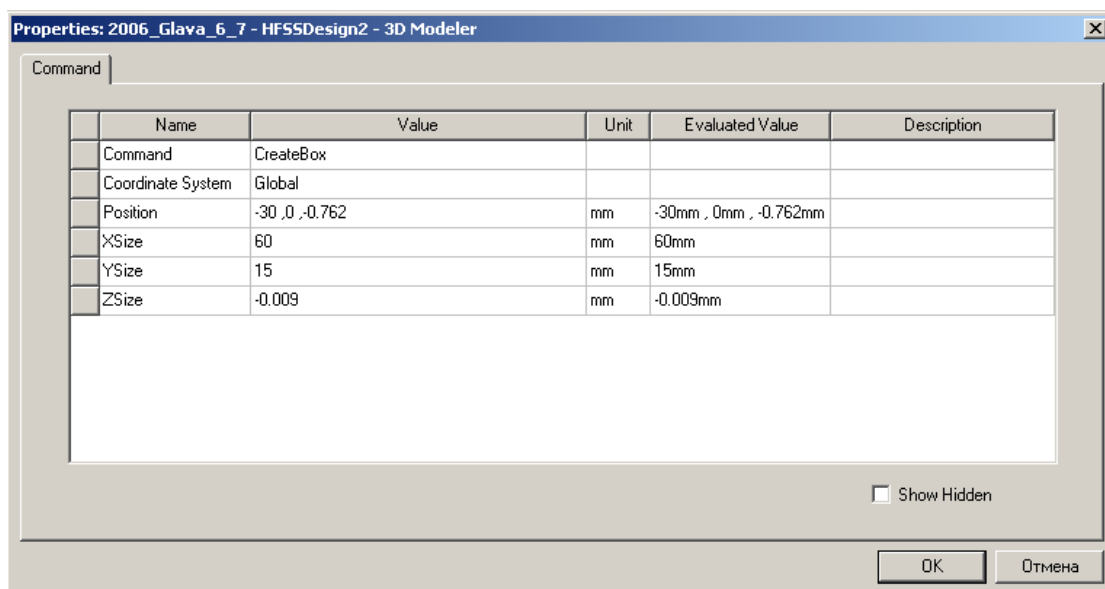 Properties: 2006_Glava_6_7 - HFSSDesign2 - 3D Modeler
Command
Name Value Unit Evaluated Value Description
Command CreateBox
Coordinate System Global
Position -30 ,0 ,-0.762 mm -30mm , 0mm , -0.762mm
XSize 60 mm 60mm
YSize 15 mm 15mm
ZSize -0.009 mm -0.009mm
Show Hidden
OK Отмена